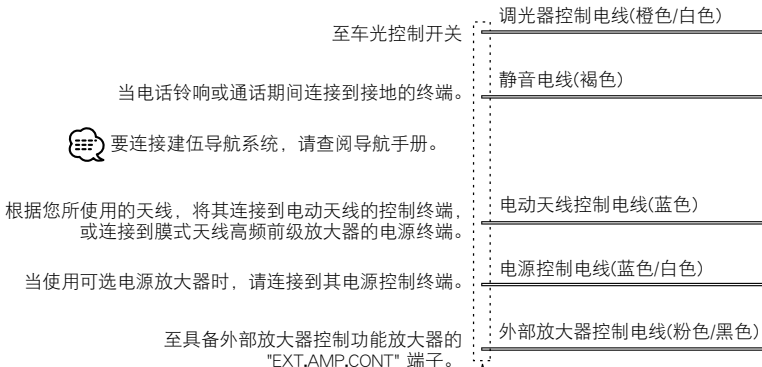 调光器控制电线(橙色/白色)
至车光控制开关
静音电线(褐色)
当电话铃响或通话期间连接到接地的终端。
要连接建伍导航系统，请查阅导航手册。
电动天线控制电线(蓝色)
根据您所使用的天线，将其连接到电动天线的控制终端，
或连接到膜式天线高频前级放大器的电源终端。
电源控制电线(蓝色/白色)
当使用可选电源放大器时，请连接到其电源控制终端。
外部放大器控制电线(粉色/黑色)
至具备外部放大器控制功能放大器的
"EXT.AMP.CONT" 端子。